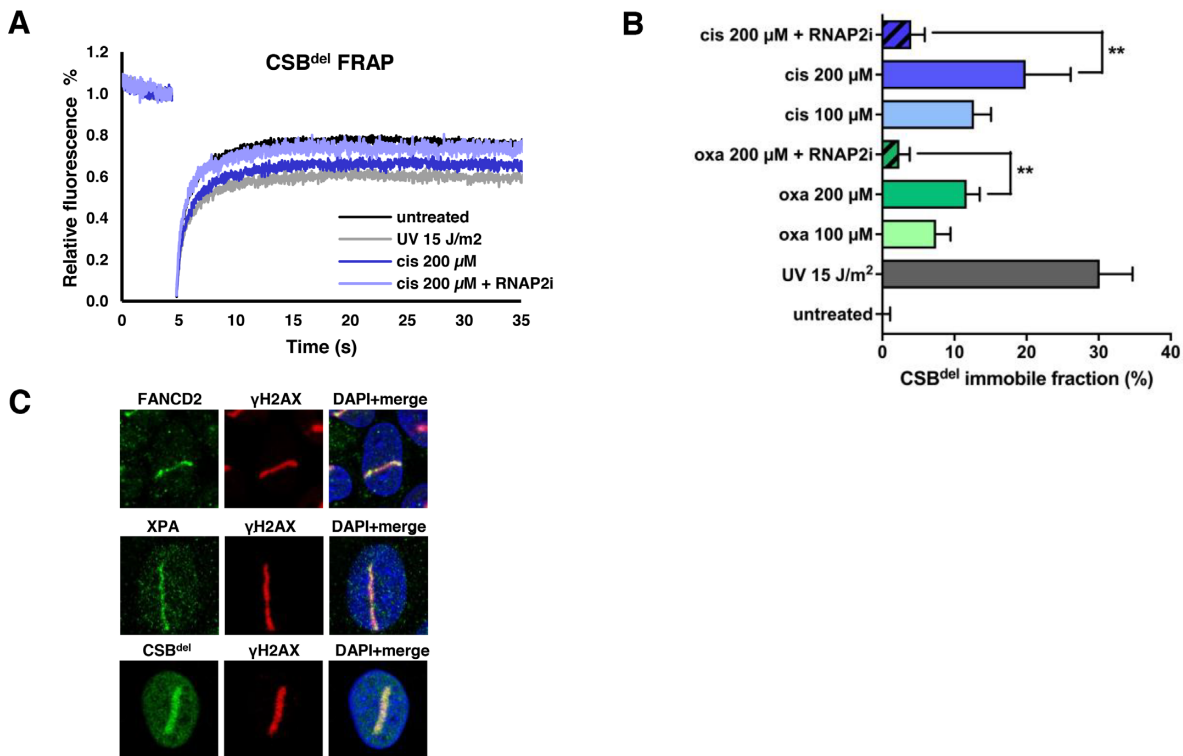 A
CSBdel FRAP
Relative fluorescence %
1.2
1.0
0.8
0.6
0.4
0.2
0.0
untreated
UV 15 J/m2
cis 200 µM
cis 200 µM + RNAP2i
0 5 10 15 20 25 30 35
Time (s)
B
cis 200 µM + RNAP2i
**
cis 200 µM
cis 100 µM
oxa 200 µM + RNAP2i
**
oxa 200 µM
oxa 100 µM
UV 15 J/m²
untreated
0 10 20 30 40
CSBdel immobile fraction (%)
C
FANCD2 γH2AX DAPI+merge
XPA γH2AX DAPI+merge
CSBdel γH2AX DAPI+merge